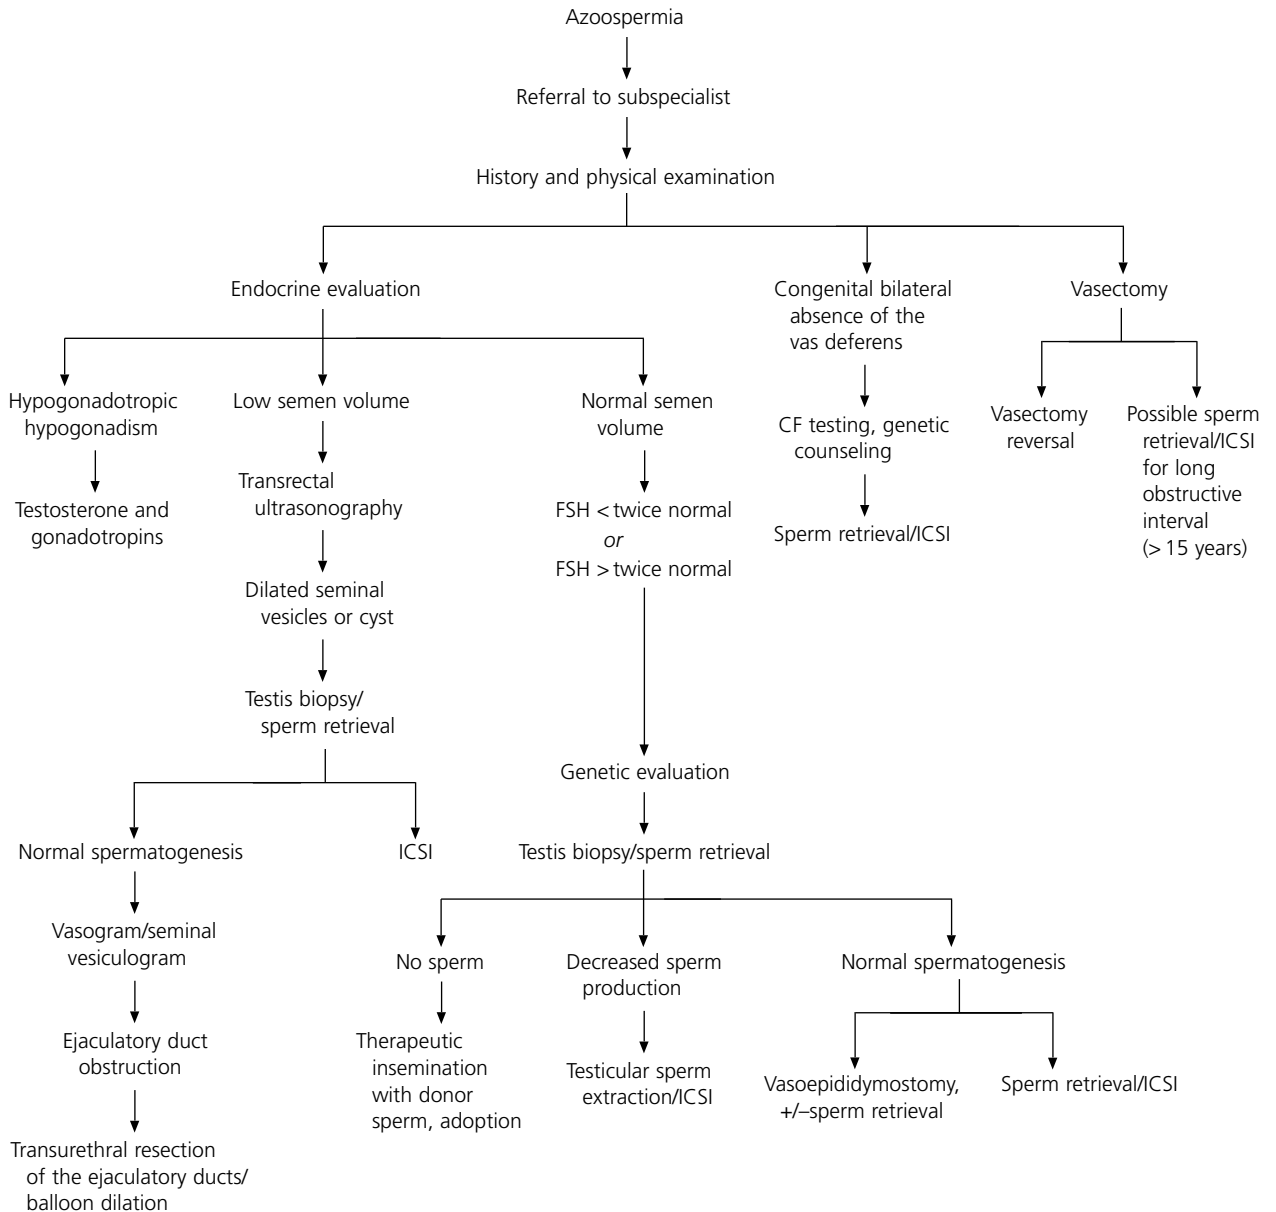 Azoospermia
Referral to subspecialist
History and physical examination
Endocrine evaluation
Congenital bilateral
absence of the
vas deferens
Vasectomy
Hypogonadotropic
hypogonadism
Low semen volume
Normal semen
volume
CF testing, genetic
counseling
Vasectomy
reversal
Possible sperm
retrieval/ICSI
for long
obstructive
interval
(> 15 years)
Testosterone and
gonadotropins
Transrectal
ultrasonography
FSH < twice normal
or
FSH > twice normal
Sperm retrieval/ICSI
Dilated seminal
vesicles or cyst
Testis biopsy/
sperm retrieval
Genetic evaluation
Normal spermatogenesis
ICSI
Testis biopsy/sperm retrieval
Vasogram/seminal
vesiculogram
No sperm
Decreased sperm
production
Normal spermatogenesis
Ejaculatory duct
obstruction
Therapeutic
insemination
with donor
sperm, adoption
Testicular sperm
extraction/ICSI
Vasoepididymostomy,
+/–sperm retrieval
Sperm retrieval/ICSI
Transurethral resection
of the ejaculatory ducts/
balloon dilation